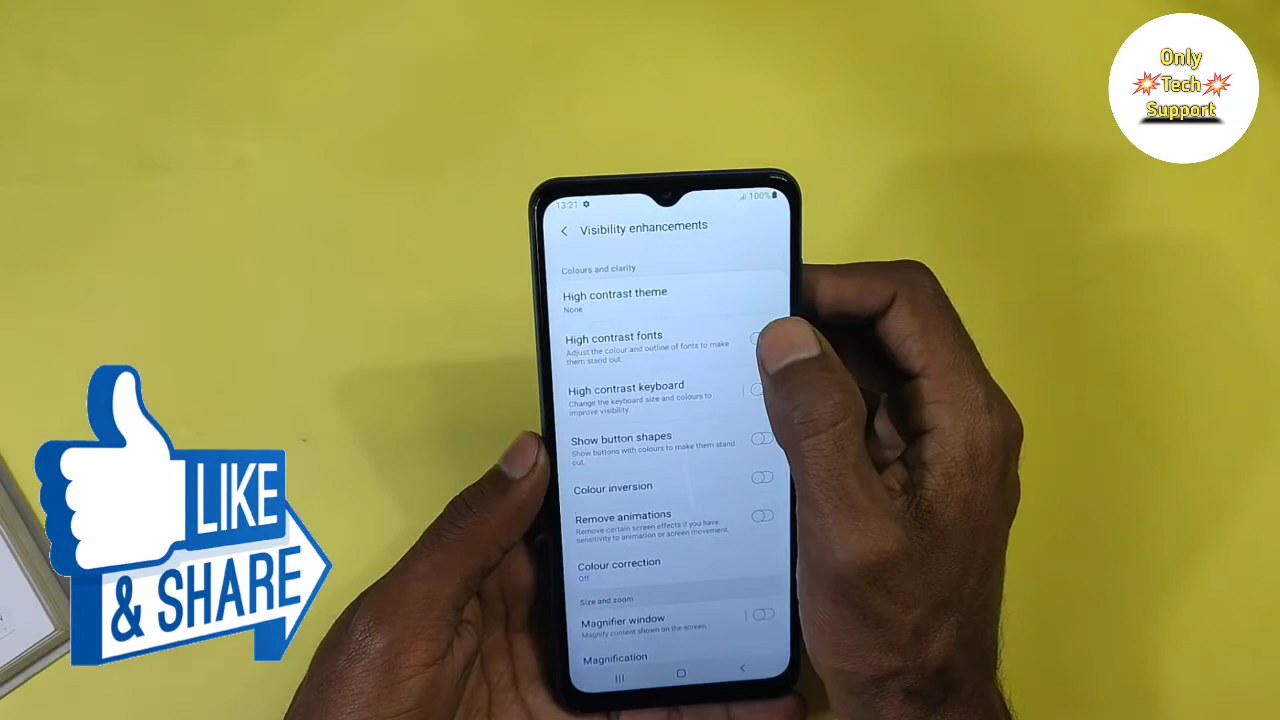 Only
Tech
Support
13:21
100%
Visibility enhancements
Colours and clarity
High contrast theme
None
High contrast fonts
Adjust the colour and outline of fonts to make
them stand out.
High contrast keyboard
Change the keyboard size and colours to
improve visibility.
Show button shapes
Show buttons with colours to make them stand
out.
Colour inversion
Remove animations
Remove certain screen effects if you have
sensitivity to animation or screen movement.
Colour correction
Off
Size and zoom
Magnifier window
Magnify content shown on the screen.
Magnification
LIKE
& SHARE